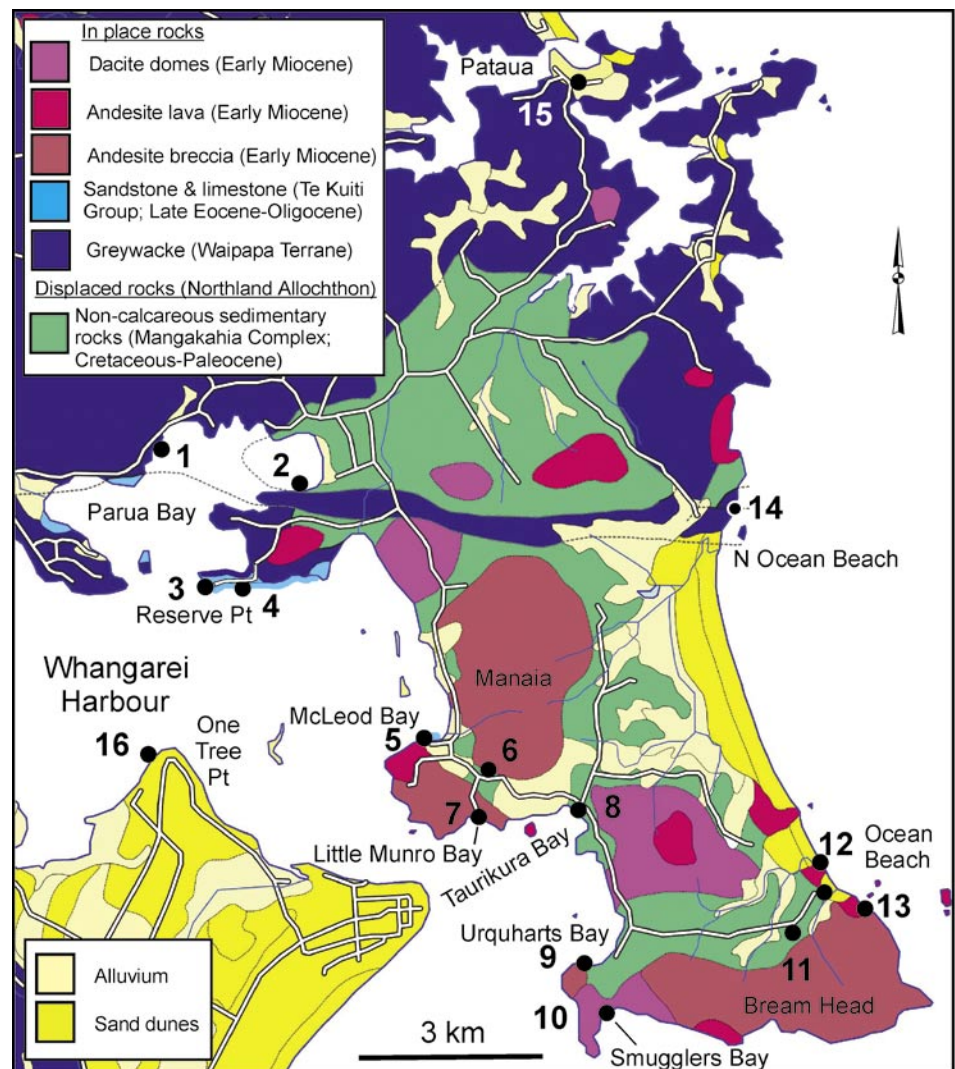 In place rocks
Dacite domes (Early Miocene)
Andesite lava (Early Miocene)
Andesite breccia (Early Miocene)
Sandstone & limestone (Te Kuiti
Group; Late Eocene-Oligocene)
Greywacke (Waipapa Terrane)
Displaced rocks (Northland Allochthon)
Non-calcareous sedimentary
rocks (Mangakahia Complex;
Cretaceous-Paleocene)
Pataua
15
1
2
Parua Bay
14
N Ocean Beach
3
4
Reserve Pt
Whangarei
Harbour
Manaia
McLeod Bay
16
One
Tree
Pt
5
6
7
8
Little Munro Bay
Taurikura Bay
12
Ocean
Beach
13
Urquharts Bay
9
11
10
Bream Head
Smugglers Bay
Alluvium
Sand dunes
3 km